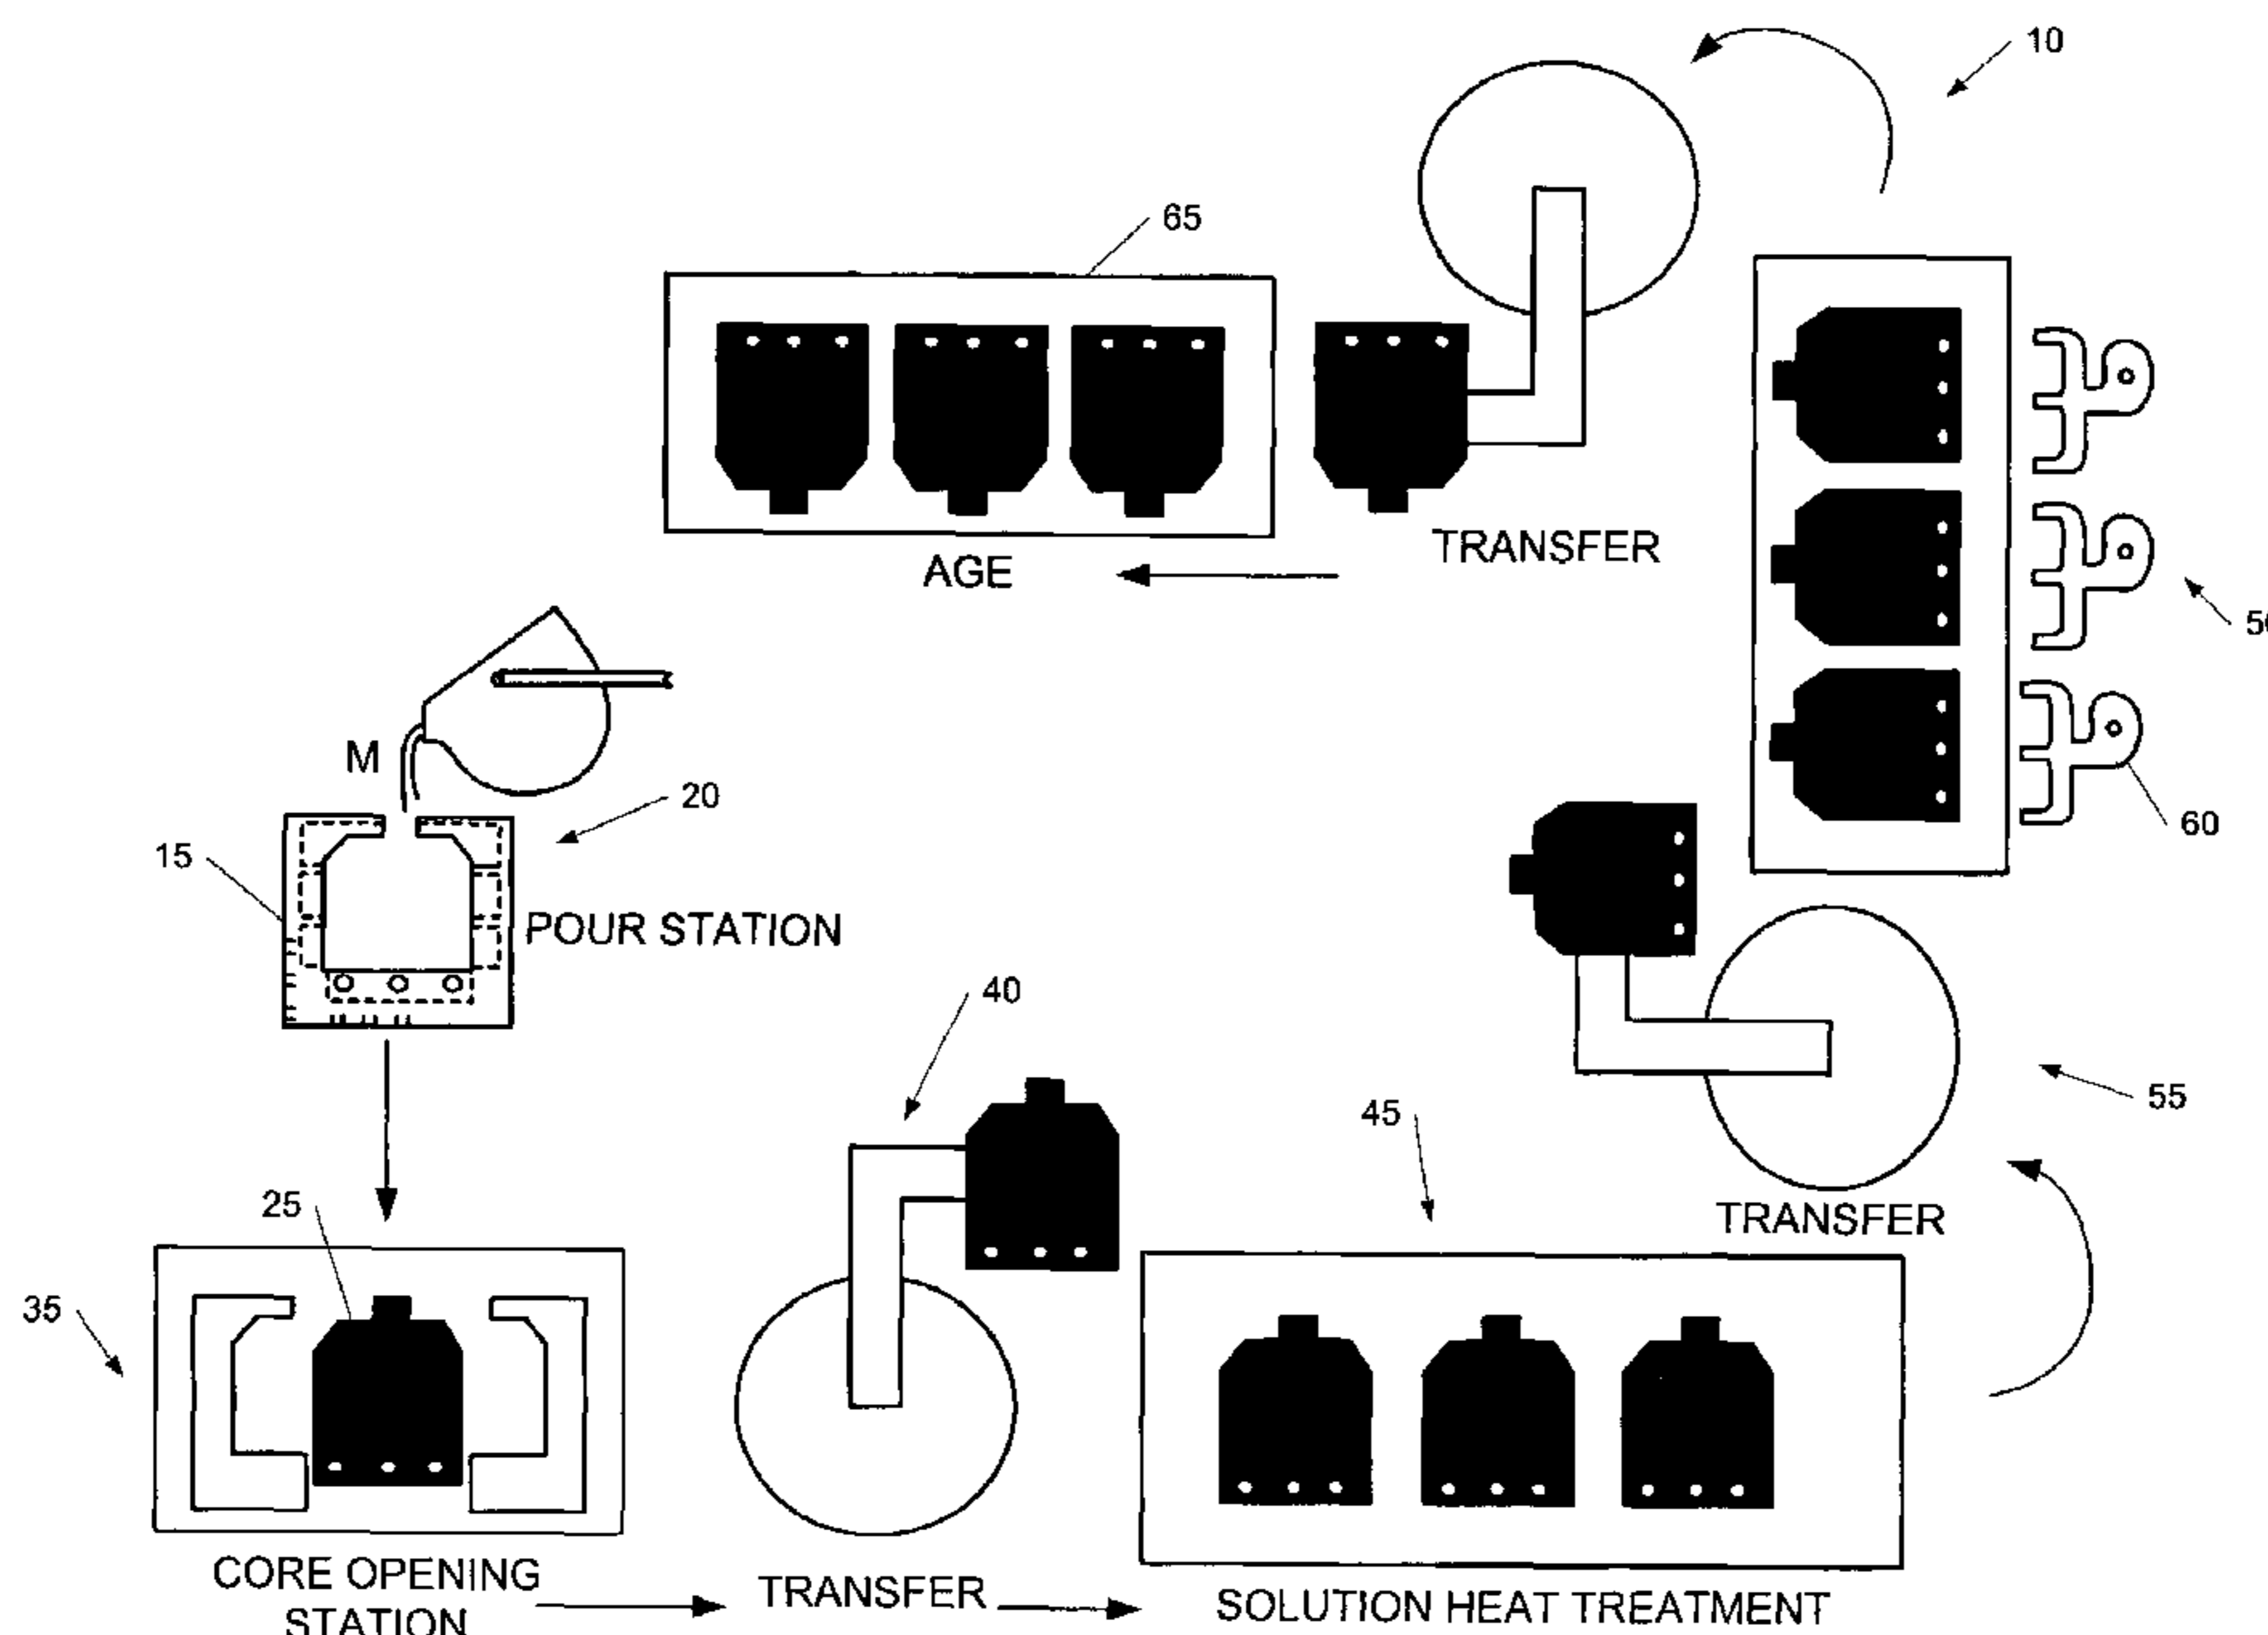 10
65
AGE
TRANSFER
M
20
15
POUR STATION
60
40
55
45
TRANSFER
25
35
CORE OPENING
STATION
TRANSFER
SOLUTION HEAT TREATMENT